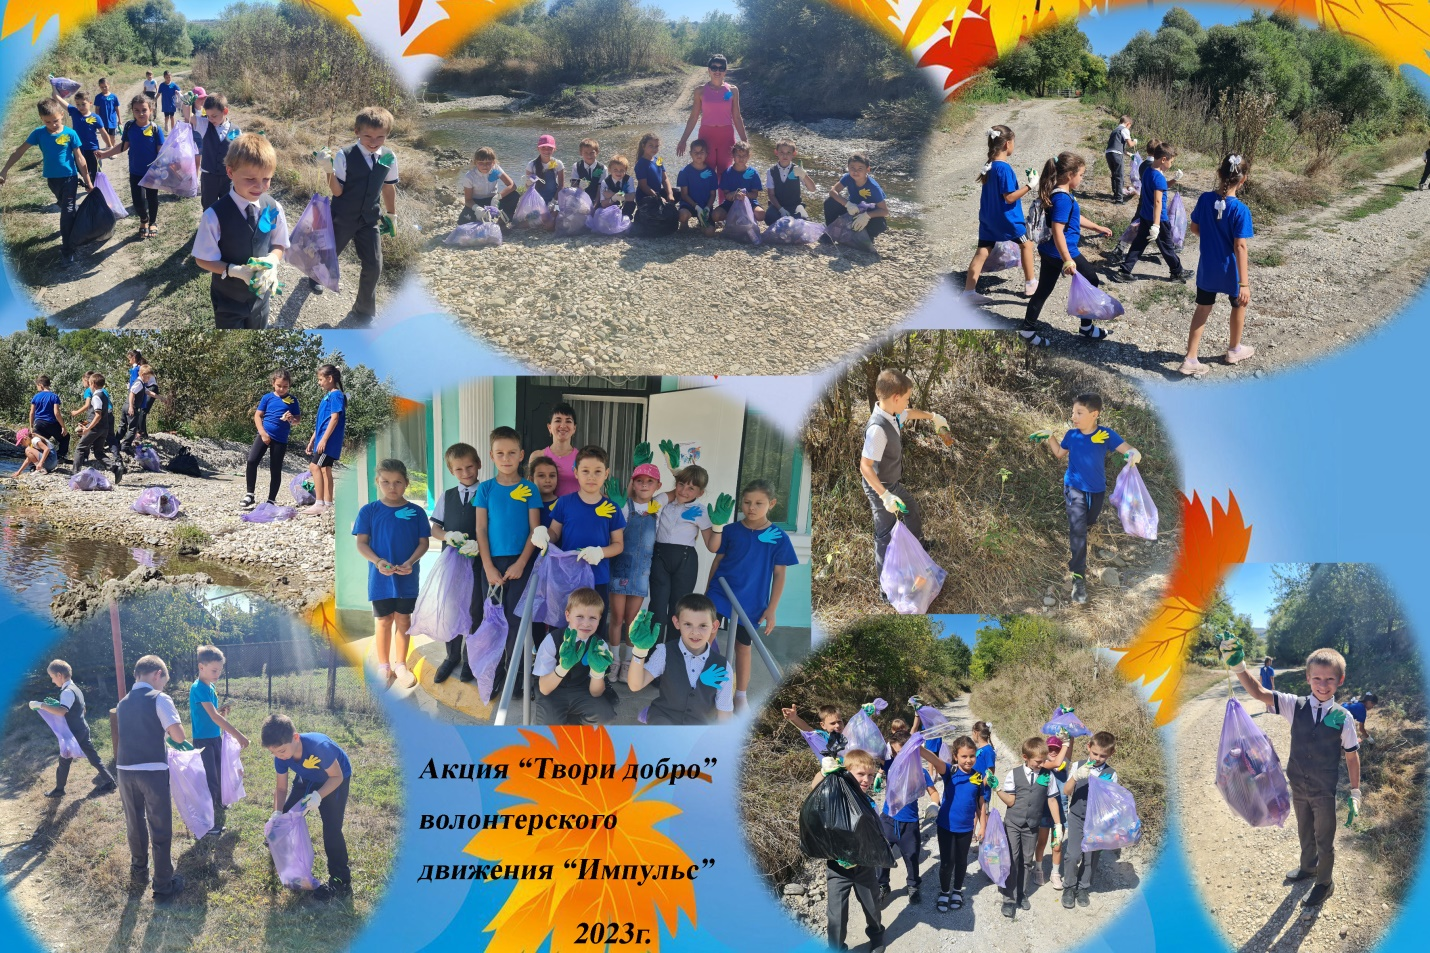 Акция “Твори добро”
волонтерского
движения “Импульс”
2023г.